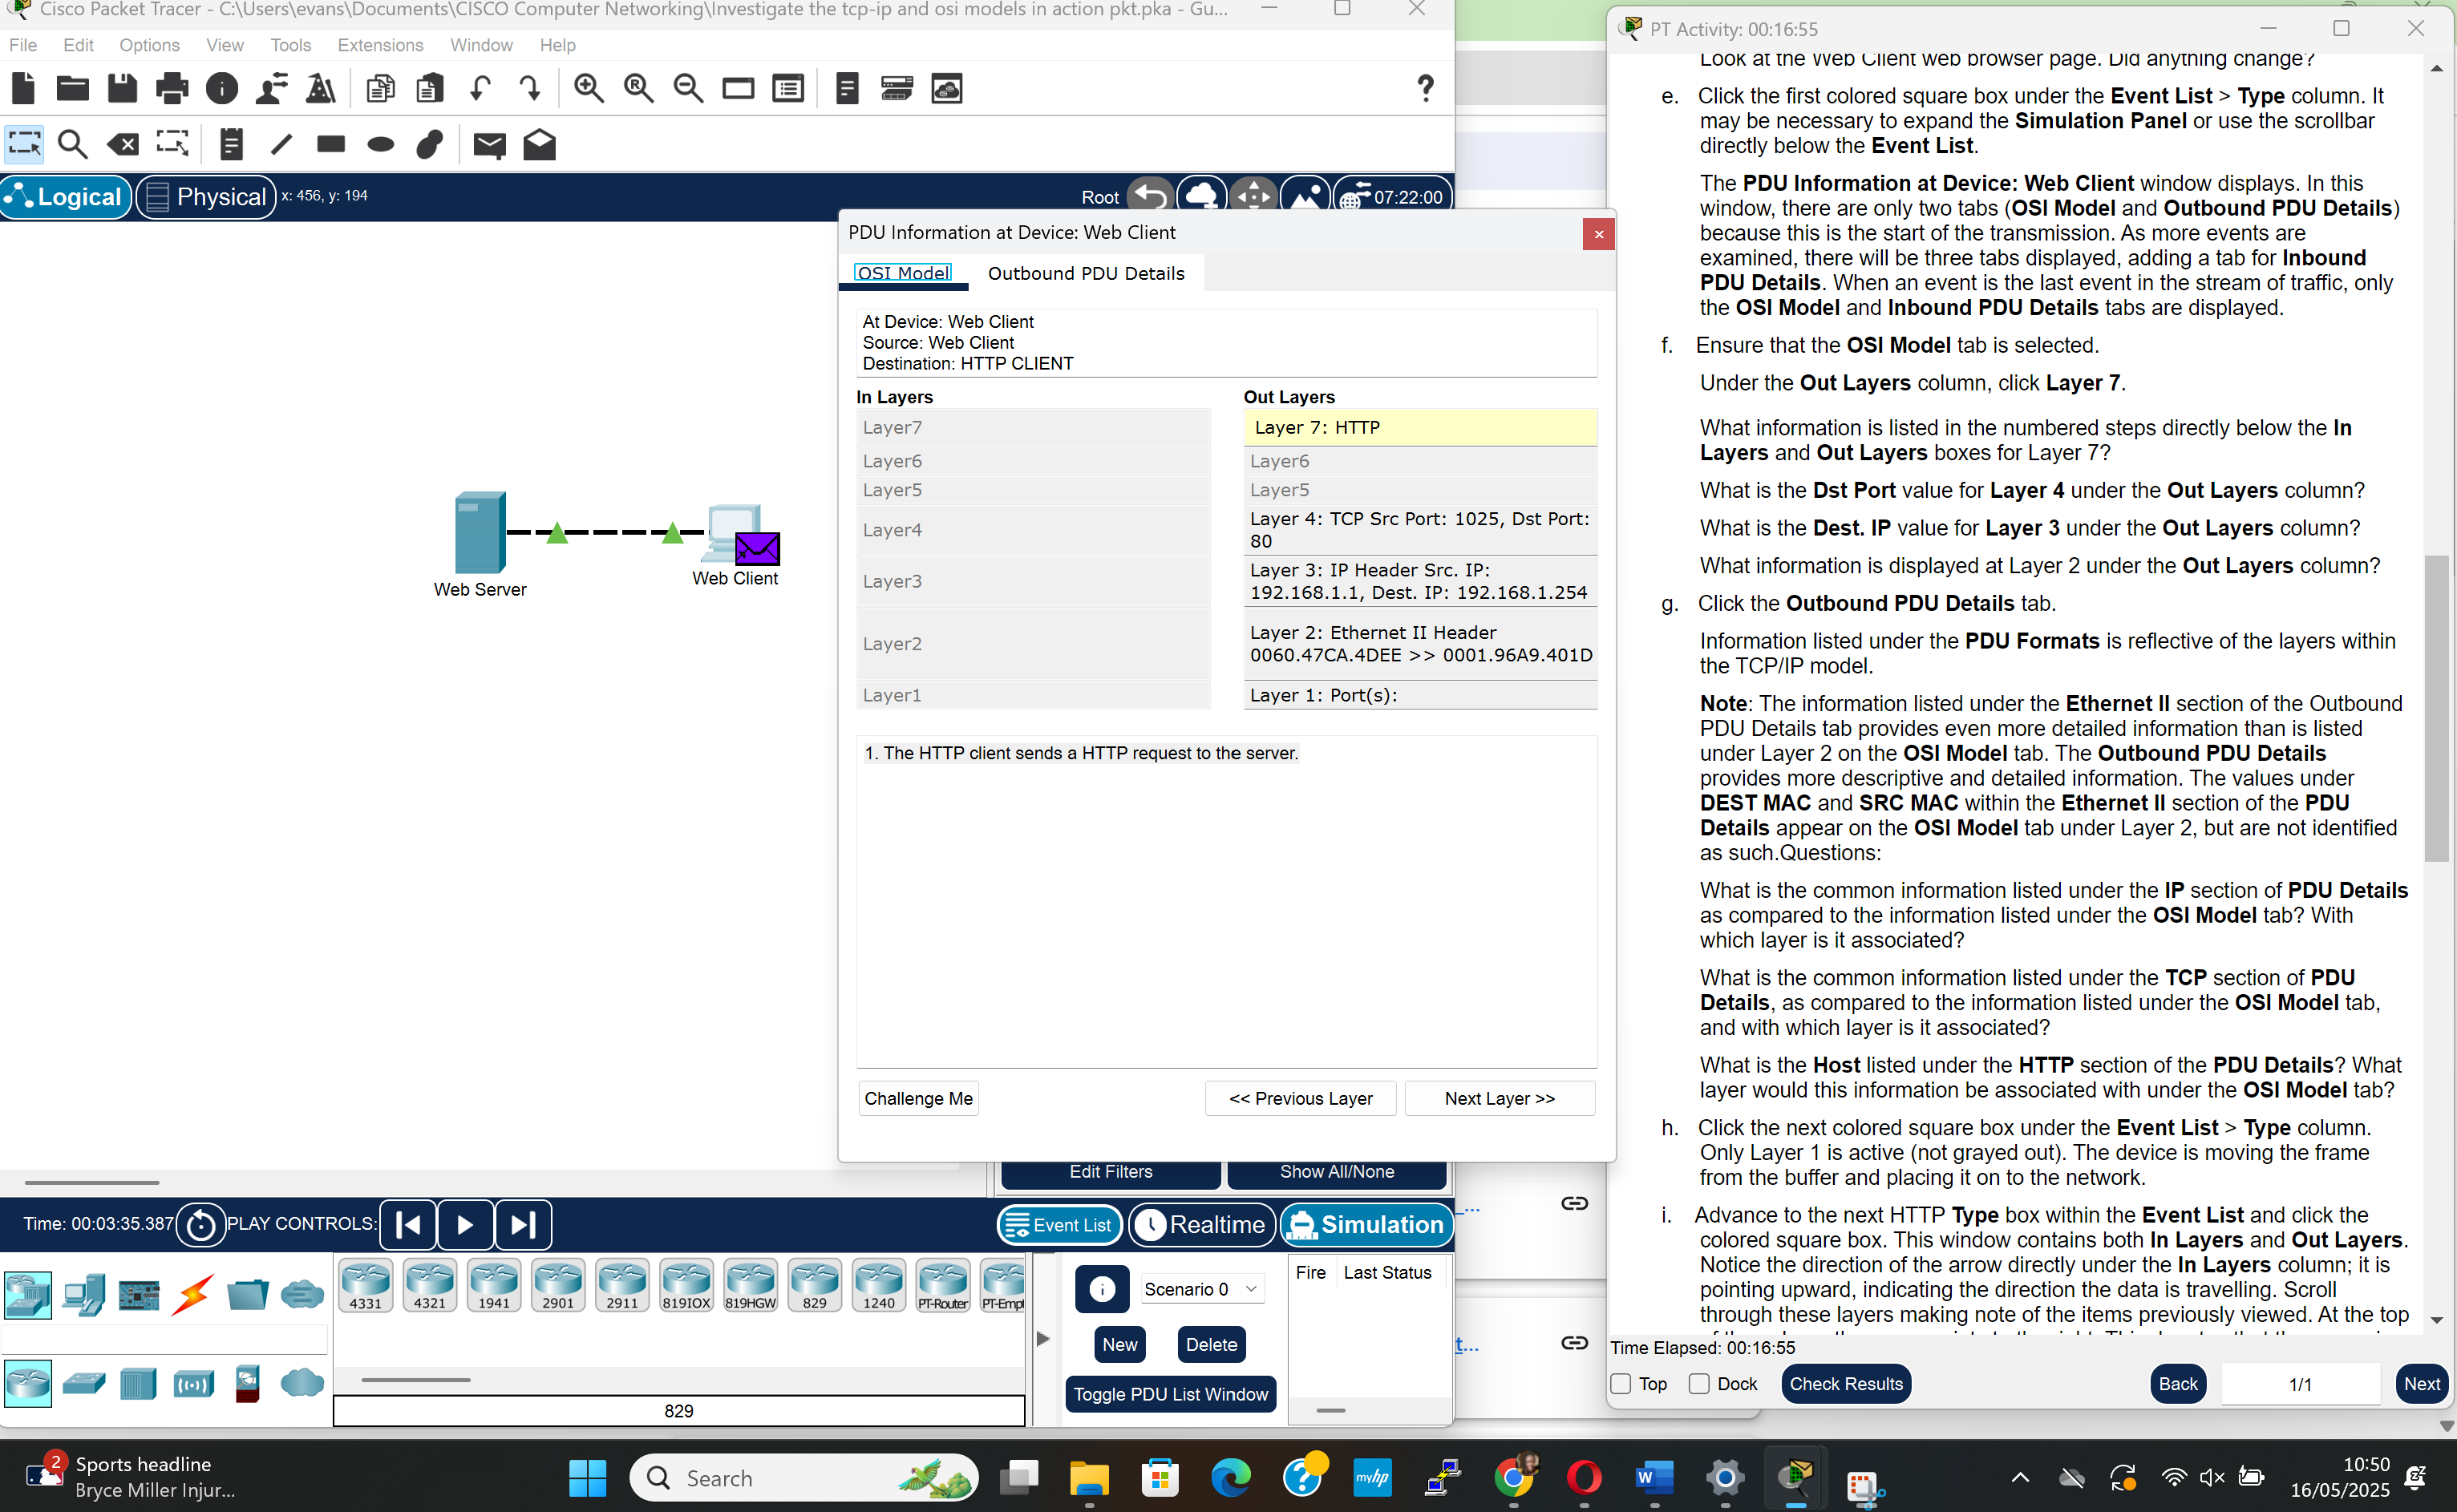 Cisco Packet Tracer - C:\Users\evans\Documents\CISCO Computer Networking\Investigate the tcp-ip and osi models in action pkt.pka - Gu...
File Edit Options View Tools Extensions Window Help
Logical Physical x: 456, y: 194 Root 07:22:00
Web Server
Web Client
PDU Information at Device: Web Client
OSI Model Outbound PDU Details
At Device: Web Client
Source: Web Client
Destination: HTTP CLIENT
In Layers Out Layers
Layer7 Layer 7: HTTP
Layer6 Layer6
Layer5 Layer5
Layer4 Layer 4: TCP Src Port: 1025, Dst Port:
80
Layer3 Layer 3: IP Header Src. IP:
192.168.1.1, Dest. IP: 192.168.1.254
Layer2 Layer 2: Ethernet II Header
0060.47CA.4DEE >> 0001.96A9.401D
Layer1 Layer 1: Port(s):
1. The HTTP client sends a HTTP request to the server.
Challenge Me << Previous Layer Next Layer >>
Edit Filters Show All/None
Time: 00:03:35.387 PLAY CONTROLS: Event List Realtime Simulation
4331 4321 1941 2901 2911 819IOX 819HGW 829 1240 PT-Router PT-Empt
829
Scenario 0
New Delete
Toggle PDU List Window
Fire Last Status
PT Activity: 00:16:55
Look at the Web Client web browser page. Did anything change?
e. Click the first colored square box under the Event List > Type column. It
may be necessary to expand the Simulation Panel or use the scrollbar
directly below the Event List.
The PDU Information at Device: Web Client window displays. In this
window, there are only two tabs (OSI Model and Outbound PDU Details)
because this is the start of the transmission. As more events are
examined, there will be three tabs displayed, adding a tab for Inbound
PDU Details. When an event is the last event in the stream of traffic, only
the OSI Model and Inbound PDU Details tabs are displayed.
f. Ensure that the OSI Model tab is selected.
Under the Out Layers column, click Layer 7.
What information is listed in the numbered steps directly below the In
Layers and Out Layers boxes for Layer 7?
What is the Dst Port value for Layer 4 under the Out Layers column?
What is the Dest. IP value for Layer 3 under the Out Layers column?
What information is displayed at Layer 2 under the Out Layers column?
g. Click the Outbound PDU Details tab.
Information listed under the PDU Formats is reflective of the layers within
the TCP/IP model.
Note: The information listed under the Ethernet II section of the Outbound
PDU Details tab provides even more detailed information than is listed
under Layer 2 on the OSI Model tab. The Outbound PDU Details
provides more descriptive and detailed information. The values under
DEST MAC and SRC MAC within the Ethernet II section of the PDU
Details appear on the OSI Model tab under Layer 2, but are not identified
as such.Questions:
What is the common information listed under the IP section of PDU Details
as compared to the information listed under the OSI Model tab? With
which layer is it associated?
What is the common information listed under the TCP section of PDU
Details, as compared to the information listed under the OSI Model tab,
and with which layer is it associated?
What is the Host listed under the HTTP section of the PDU Details? What
layer would this information be associated with under the OSI Model tab?
h. Click the next colored square box under the Event List > Type column.
Only Layer 1 is active (not grayed out). The device is moving the frame
from the buffer and placing it on to the network.
i. Advance to the next HTTP Type box within the Event List and click the
colored square box. This window contains both In Layers and Out Layers.
Notice the direction of the arrow directly under the In Layers column; it is
pointing upward, indicating the direction the data is travelling. Scroll
through these layers making note of the items previously viewed. At the top
Time Elapsed: 00:16:55
Top Dock Check Results Back 1/1 Next
2 Sports headline
Bryce Miller Injur...
Search
myhp
10:50
16/05/2025